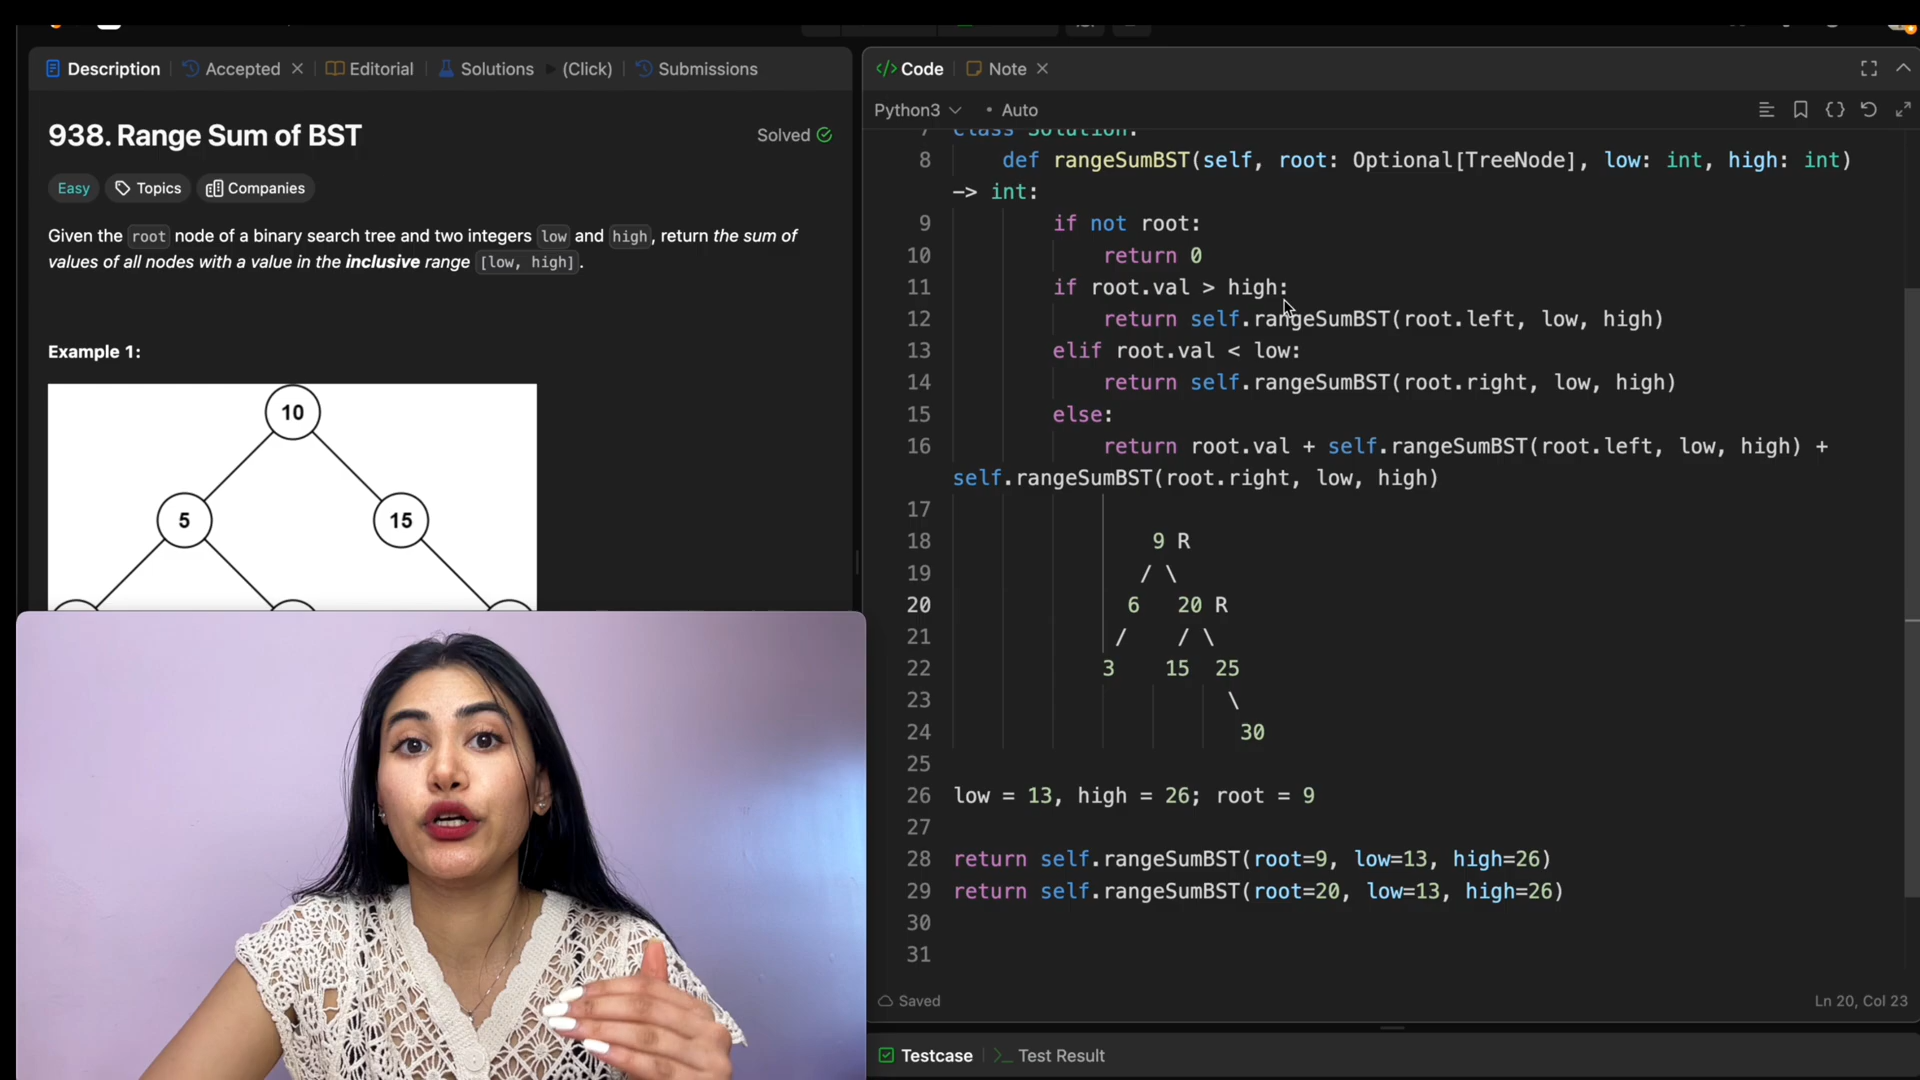 Description
Accepted
Editorial
Solutions
(Click)
Submissions
938. Range Sum of BST
Solved
Easy
Topics
Companies
Given the root node of a binary search tree and two integers low and high, return the sum of
values of all nodes with a value in the inclusive range [low, high].
Example 1:
10
5
15
</> Code
Note
Python3
• Auto
7 class Solution:
8 def rangeSumBST(self, root: Optional[TreeNode], low: int, high: int)
-> int:
9 if not root:
10 return 0
11 if root.val > high:
12 return self.rangeSumBST(root.left, low, high)
13 elif root.val < low:
14 return self.rangeSumBST(root.right, low, high)
15 else:
16 return root.val + self.rangeSumBST(root.left, low, high) +
self.rangeSumBST(root.right, low, high)
17
18 9 R
19 / \
20 6 20 R
21 / / \
22 3 15 25
23 \
24 30
25
26 low = 13, high = 26; root = 9
27
28 return self.rangeSumBST(root=9, low=13, high=26)
29 return self.rangeSumBST(root=20, low=13, high=26)
30
31
Saved
Ln 20, Col 23
Testcase
Test Result